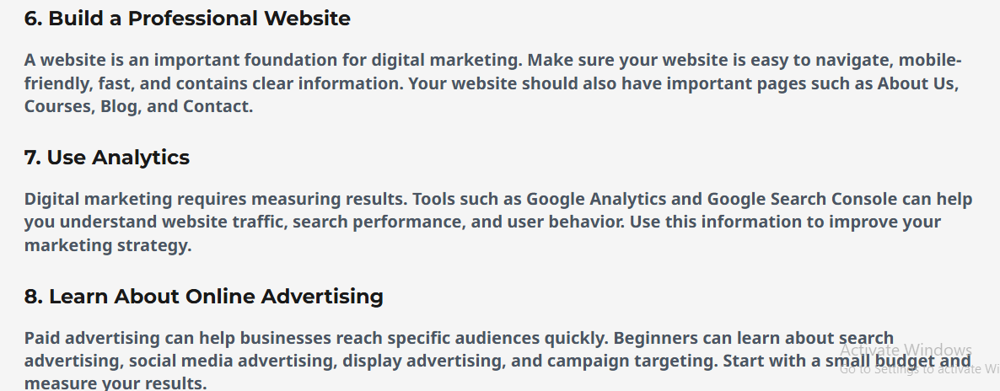 6. Build a Professional Website
A website is an important foundation for digital marketing. Make sure your website is easy to navigate, mobile-
friendly, fast, and contains clear information. Your website should also have important pages such as About Us,
Courses, Blog, and Contact.
7. Use Analytics
Digital marketing requires measuring results. Tools such as Google Analytics and Google Search Console can help
you understand website traffic, search performance, and user behavior. Use this information to improve your
marketing strategy.
8. Learn About Online Advertising
Paid advertising can help businesses reach specific audiences quickly. Beginners can learn about search
advertising, social media advertising, display advertising, and campaign targeting. Start with a small budget and
measure your results.
Activate Windows
Go to Settings to activate Wi